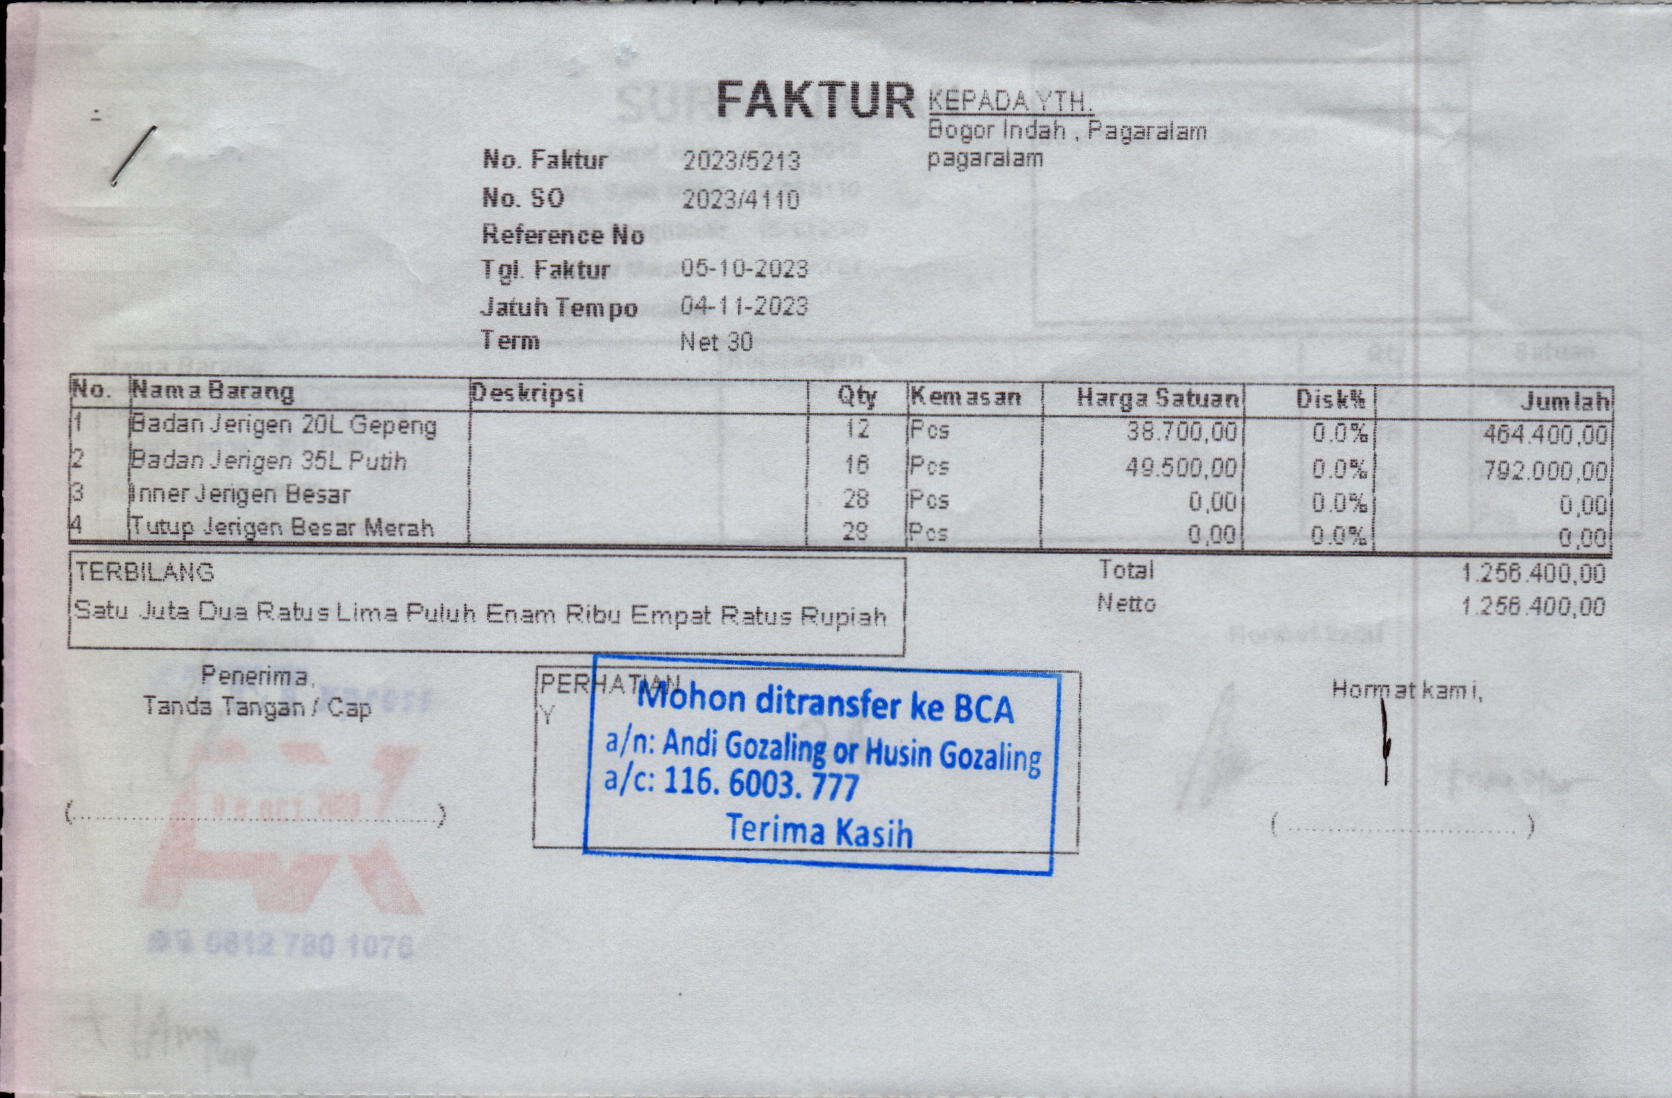 FAKTUR
KEPADA YTH.
Bogor Indah , Pagaralam
pagaralam
No. Faktur 2023/5213
No. SO 2023/4110
Reference No
Tgl. Faktur 05-10-2023
Jatuh Tempo 04-11-2023
Term Net 30
No. Nama Barang Deskripsi Qty Kemasan Harga Satuan Disk% Jumlah
1 Badan Jerigen 20L Gepeng 12 Pcs 38.700,00 0.0% 464.400,00
2 Badan Jerigen 35L Putih 16 Pcs 49.500,00 0.0% 792.000,00
3 Inner Jerigen Besar 28 Pcs 0,00 0.0% 0,00
4 Tutup Jerigen Besar Merah 28 Pcs 0,00 0.0% 0,00
TERBILANG
Satu Juta Dua Ratus Lima Puluh Enam Ribu Empat Ratus Rupiah
Total 1.256.400,00
Netto 1.256.400,00
Penerima,
Tanda Tangan / Cap
(..........................................................)
PERHATIAN
Y
Mohon ditransfer ke BCA
a/n: Andi Gozaling or Husin Gozaling
a/c: 116. 6003. 777
Terima Kasih
Hormat kami,
( .................................... )
0812 780 1076